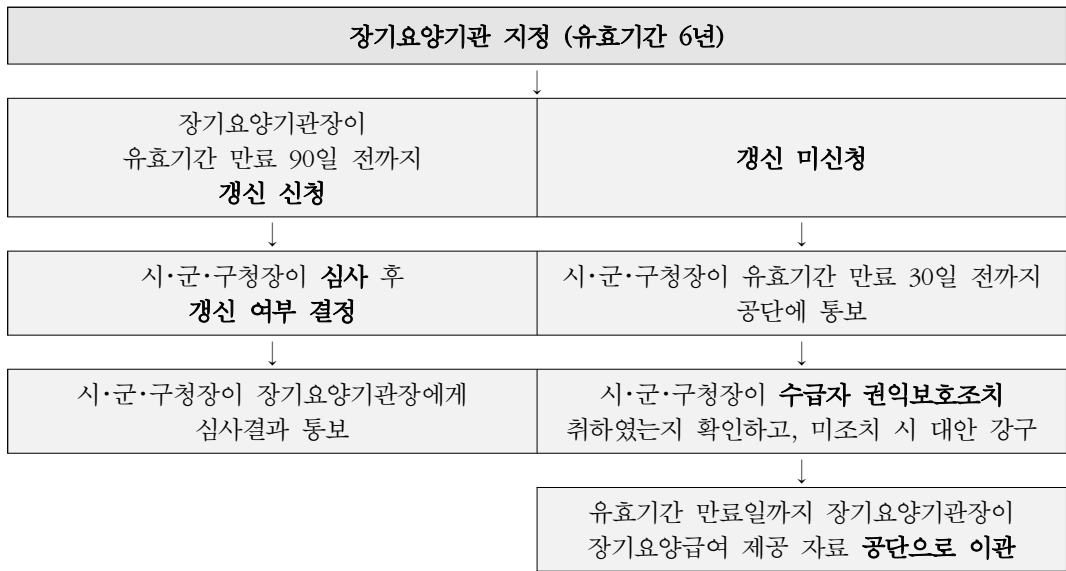 장기요양기관 지정 (유효기간 6년)
↓
장기요양기관장이
유효기간 만료 90일 전까지
갱신 신청
갱신 미신청
↓ ↓
시·군·구청장이 심사 후
갱신 여부 결정
시·군·구청장이 유효기간 만료 30일 전까지
공단에 통보
↓ ↓
시·군·구청장이 장기요양기관장에게
심사결과 통보
시·군·구청장이 수급자 권익보호조치
취하였는지 확인하고, 미조치 시 대안 강구
↓
유효기간 만료일까지 장기요양기관장이
장기요양급여 제공 자료 공단으로 이관